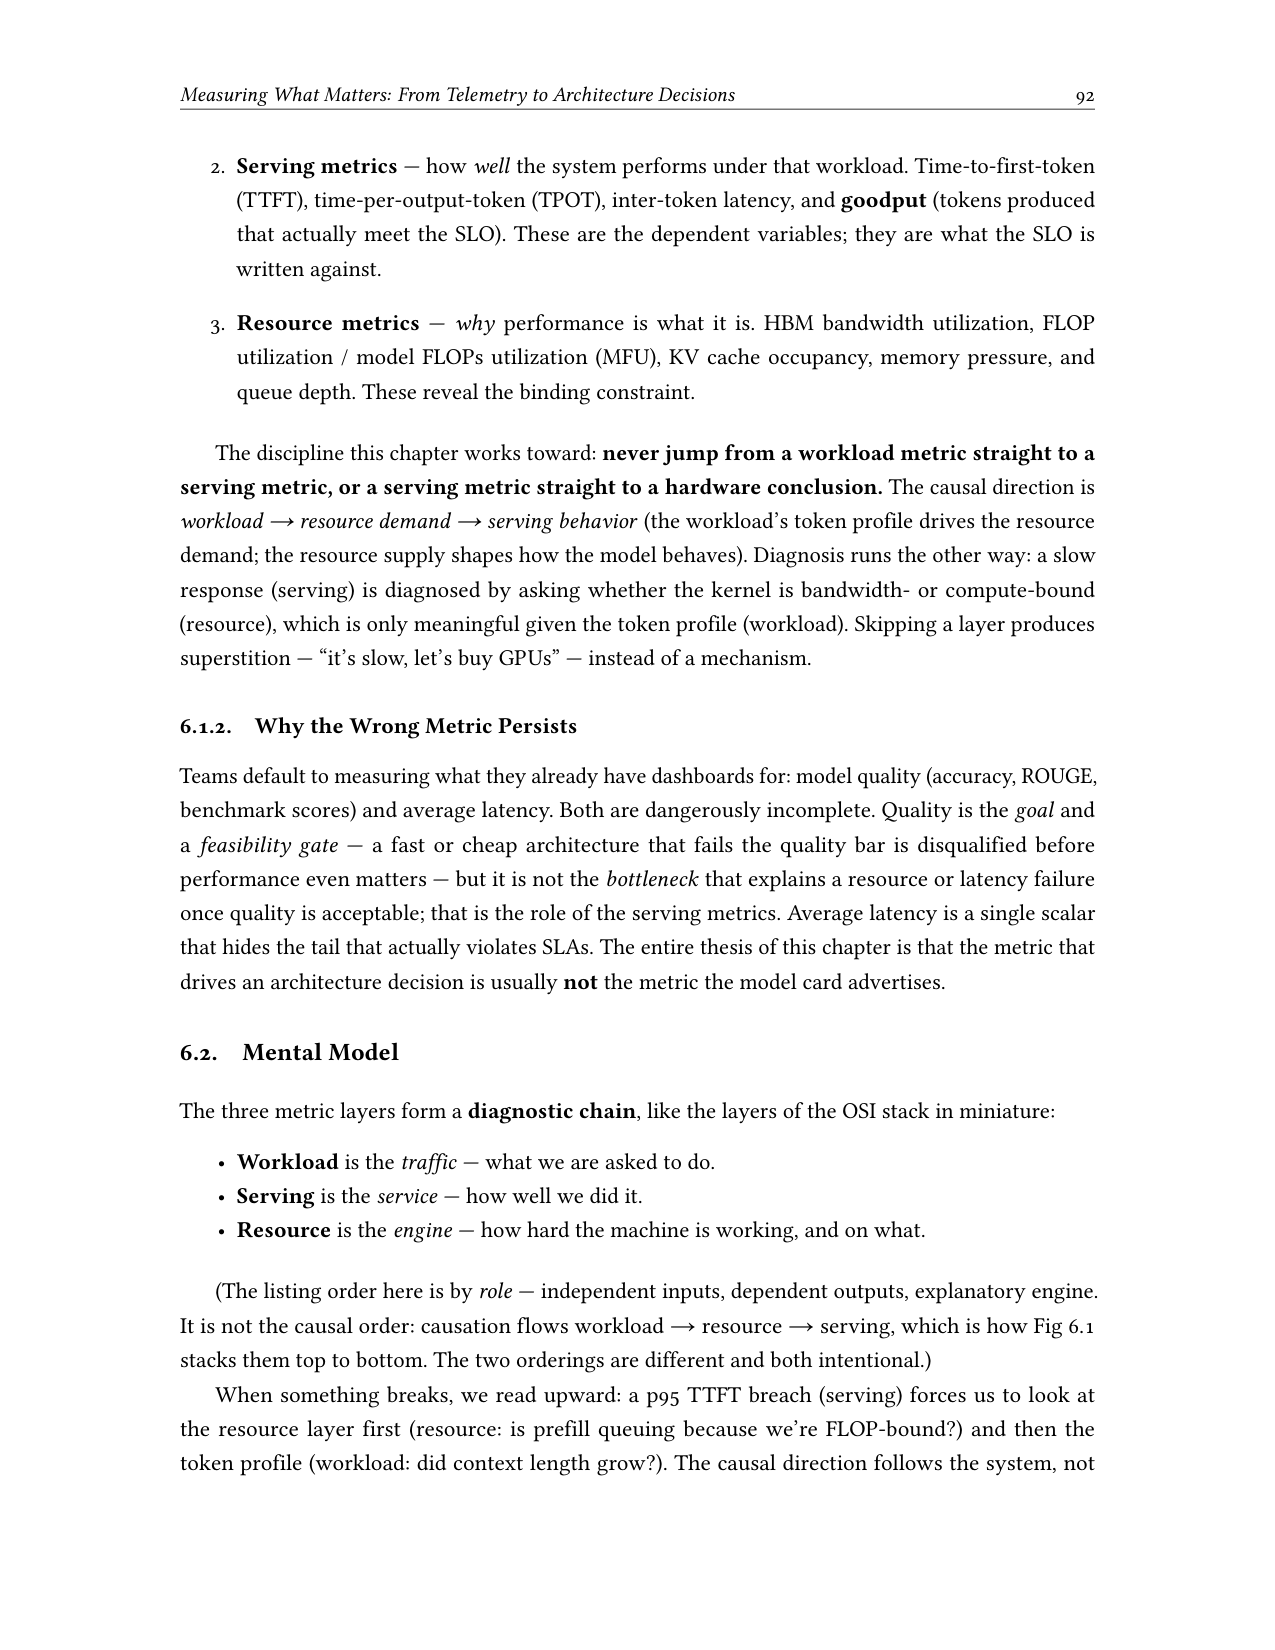 Measuring What Matters: From Telemetry to Architecture Decisions 92
2. Serving metrics — how well the system performs under that workload. Time-to-first-token
(TTFT), time-per-output-token (TPOT), inter-token latency, and goodput (tokens produced
that actually meet the SLO). These are the dependent variables; they are what the SLO is
written against.
3. Resource metrics — why performance is what it is. HBM bandwidth utilization, FLOP
utilization / model FLOPs utilization (MFU), KV cache occupancy, memory pressure, and
queue depth. These reveal the binding constraint.
The discipline this chapter works toward: never jump from a workload metric straight to a
serving metric, or a serving metric straight to a hardware conclusion. The causal direction is
workload → resource demand → serving behavior (the workload’s token profile drives the resource
demand; the resource supply shapes how the model behaves). Diagnosis runs the other way: a slow
response (serving) is diagnosed by asking whether the kernel is bandwidth- or compute-bound
(resource), which is only meaningful given the token profile (workload). Skipping a layer produces
superstition — “it’s slow, let’s buy GPUs” — instead of a mechanism.
6.1.2. Why the Wrong Metric Persists
Teams default to measuring what they already have dashboards for: model quality (accuracy, ROUGE,
benchmark scores) and average latency. Both are dangerously incomplete. Quality is the goal and
a feasibility gate — a fast or cheap architecture that fails the quality bar is disqualified before
performance even matters — but it is not the bottleneck that explains a resource or latency failure
once quality is acceptable; that is the role of the serving metrics. Average latency is a single scalar
that hides the tail that actually violates SLAs. The entire thesis of this chapter is that the metric that
drives an architecture decision is usually not the metric the model card advertises.
6.2. Mental Model
The three metric layers form a diagnostic chain, like the layers of the OSI stack in miniature:
• Workload is the traffic — what we are asked to do.
• Serving is the service — how well we did it.
• Resource is the engine — how hard the machine is working, and on what.
(The listing order here is by role — independent inputs, dependent outputs, explanatory engine.
It is not the causal order: causation flows workload → resource → serving, which is how Fig 6.1
stacks them top to bottom. The two orderings are different and both intentional.)
When something breaks, we read upward: a p95 TTFT breach (serving) forces us to look at
the resource layer first (resource: is prefill queuing because we’re FLOP-bound?) and then the
token profile (workload: did context length grow?). The causal direction follows the system, not